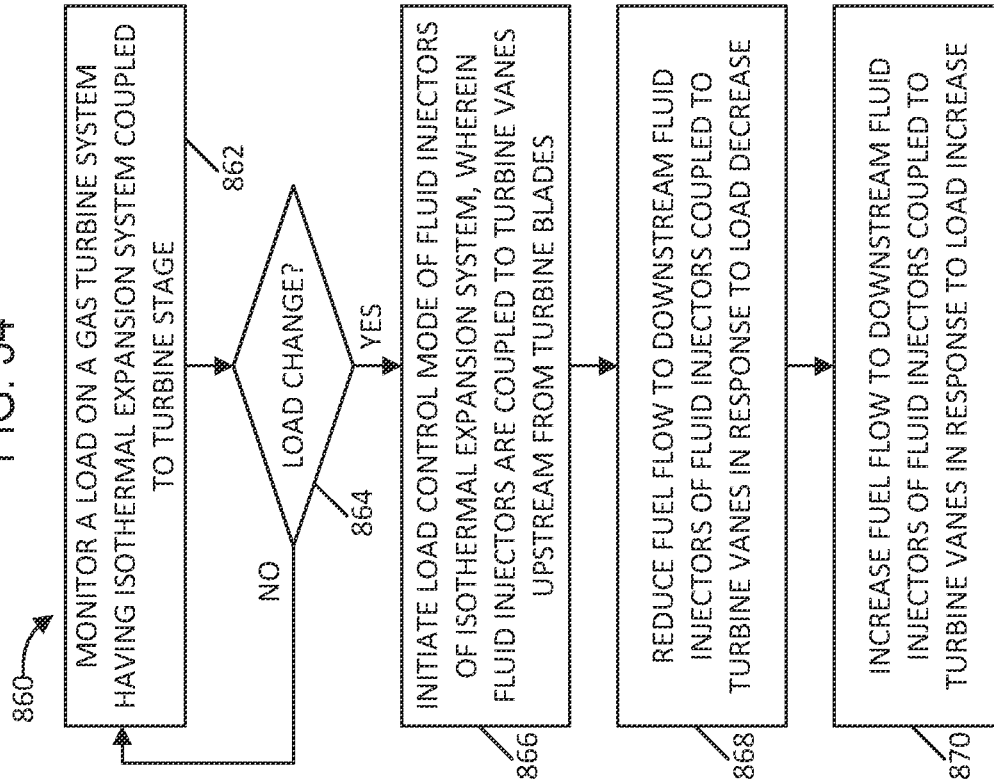 860
MONITOR A LOAD ON A GAS TURBINE SYSTEM
HAVING ISOTHERMAL EXPANSION SYSTEM COUPLED
TO TURBINE STAGE
862
LOAD CHANGE?
864
NO
YES
INITIATE LOAD CONTROL MODE OF FLUID INJECTORS
OF ISOTHERMAL EXPANSION SYSTEM, WHEREIN
FLUID INJECTORS ARE COUPLED TO TURBINE VANES
UPSTREAM FROM TURBINE BLADES
866
REDUCE FUEL FLOW TO DOWNSTREAM FLUID
INJECTORS OF FLUID INJECTORS COUPLED TO
TURBINE VANES IN RESPONSE TO LOAD DECREASE
868
INCREASE FUEL FLOW TO DOWNSTREAM FLUID
INJECTORS OF FLUID INJECTORS COUPLED TO
TURBINE VANES IN RESPONSE TO LOAD INCREASE
870